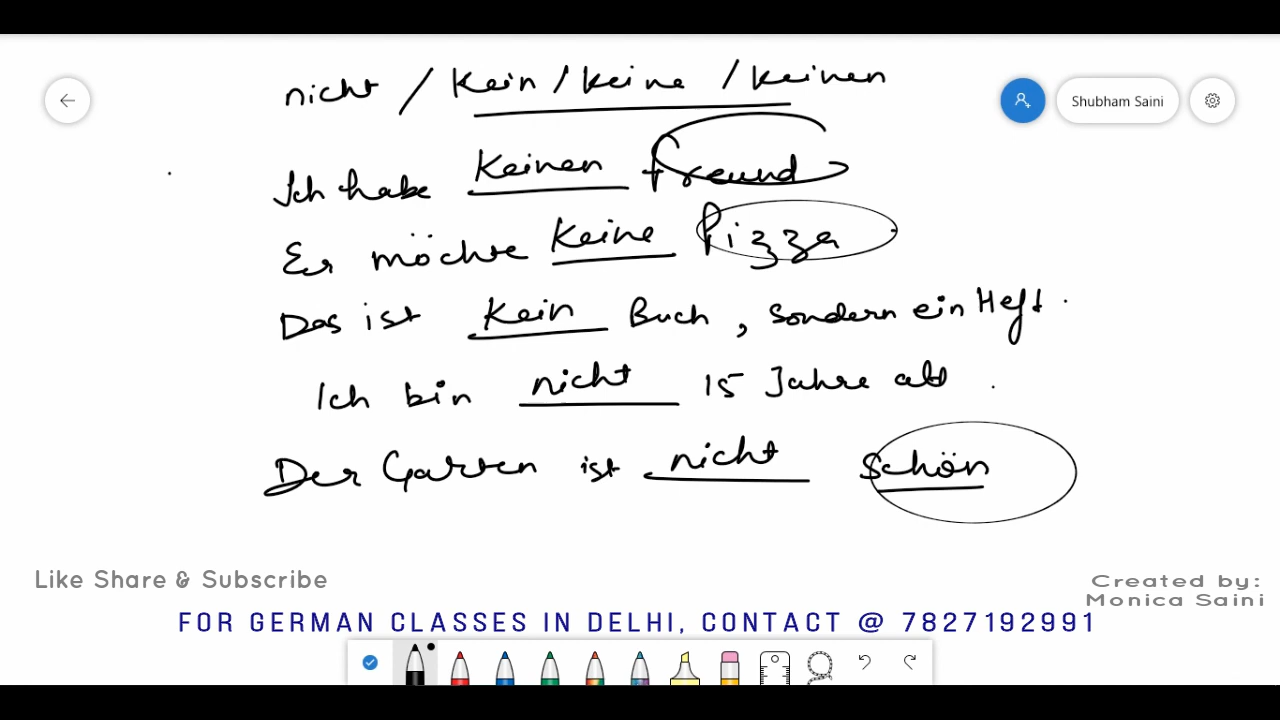 nicht / Kein / Keine / Keinen
Shubham Saini
Ich habe Keinen Freund
Er möchte Keine Pizza
Das ist Kein Buch, sondern ein Heft.
Ich bin nicht 15 Jahre alt.
Der Garten ist nicht schön
Like Share & Subscribe
Created by:
Monica Saini
FOR GERMAN CLASSES IN DELHI, CONTACT @ 7827192991